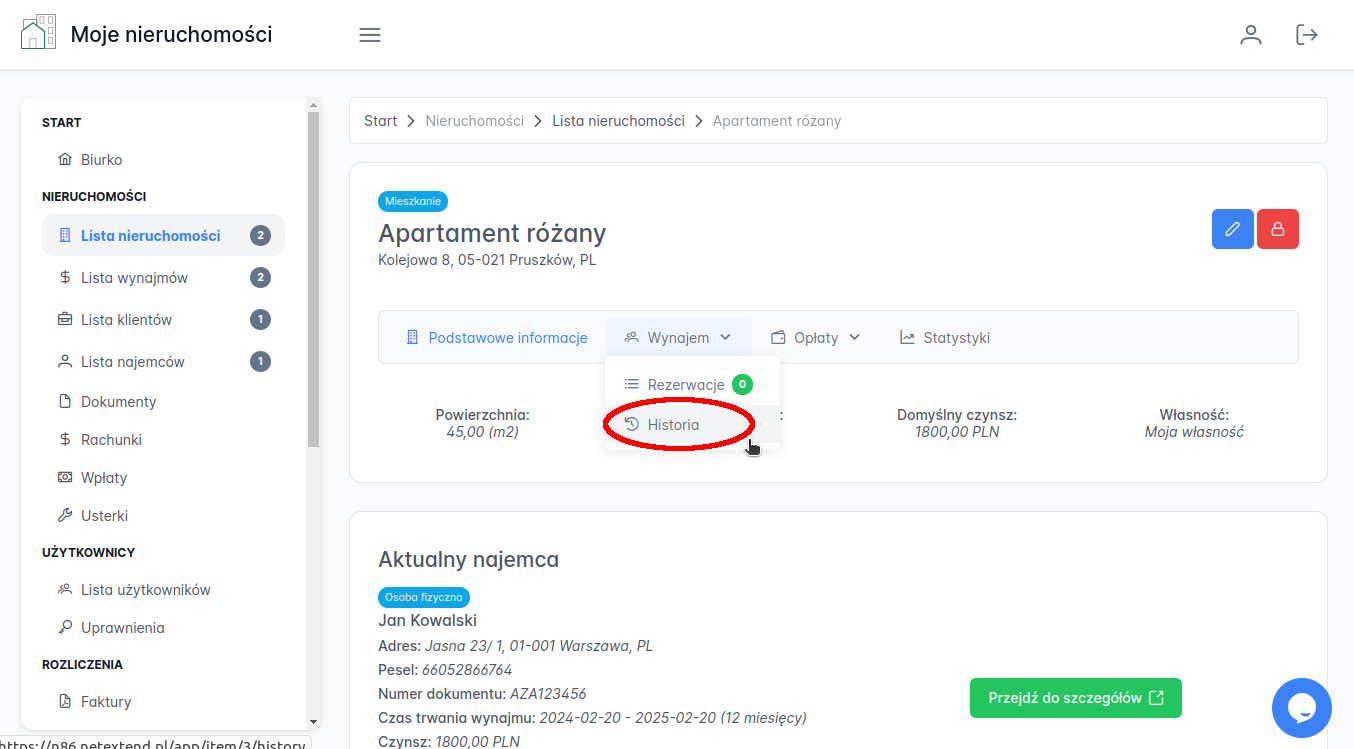 Moje nieruchomości
START
Biurko
NIERUCHOMOŚCI
Lista nieruchomości 2
Lista wynajmów 2
Lista klientów 1
Lista najemców 1
Dokumenty
Rachunki
Wpłaty
Usterki
UŻYTKOWNICY
Lista użytkowników
Uprawnienia
ROZLICZENIA
Faktury
Start > Nieruchomości > Lista nieruchomości > Apartament różany
Mieszkanie
Apartament różany
Kolejowa 8, 05-021 Pruszków, PL
Podstawowe informacje Wynajem Opłaty Statystyki
Rezerwacje 0
Historia
Powierzchnia:
45,00 (m2)
:
Domyślny czynsz:
1800,00 PLN
Własność:
Moja własność
Aktualny najemca
Osoba fizyczna
Jan Kowalski
Adres: Jasna 23/ 1, 01-001 Warszawa, PL
Pesel: 66052866764
Numer dokumentu: AZA123456
Czas trwania wynajmu: 2024-02-20 - 2025-02-20 (12 miesięcy)
Czynsz: 1800,00 PLN
Przejdź do szczegółów
https://n86.netextend.pl/app/item/3/history